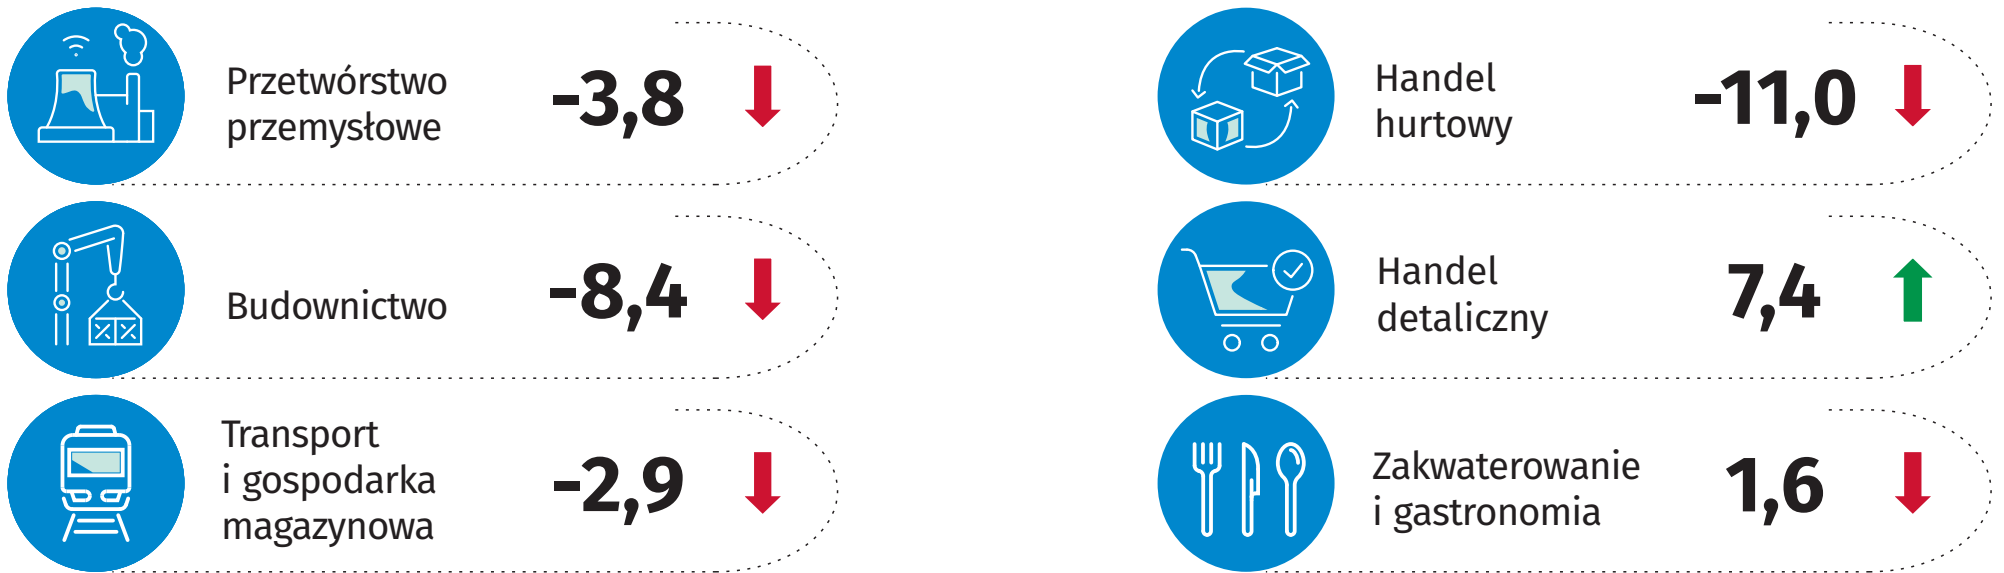 Przetwórstwo
przemysłowe
-3,8
Budownictwo
-8,4
Transport
i gospodarka
magazynowa
-2,9
Handel
hurtowy
-11,0
Handel
detaliczny
7,4
Zakwaterowanie
i gastronomia
1,6